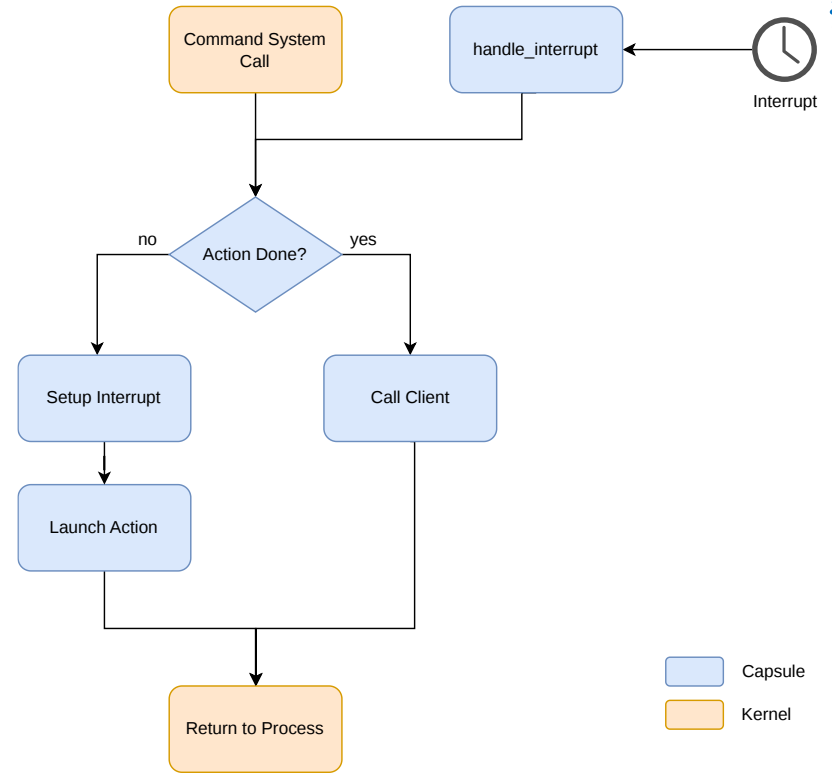 Command System
Call
handle_interrupt
Interrupt
no
Action Done?
yes
Setup Interrupt
Call Client
Launch Action
Capsule
Kernel
Return to Process